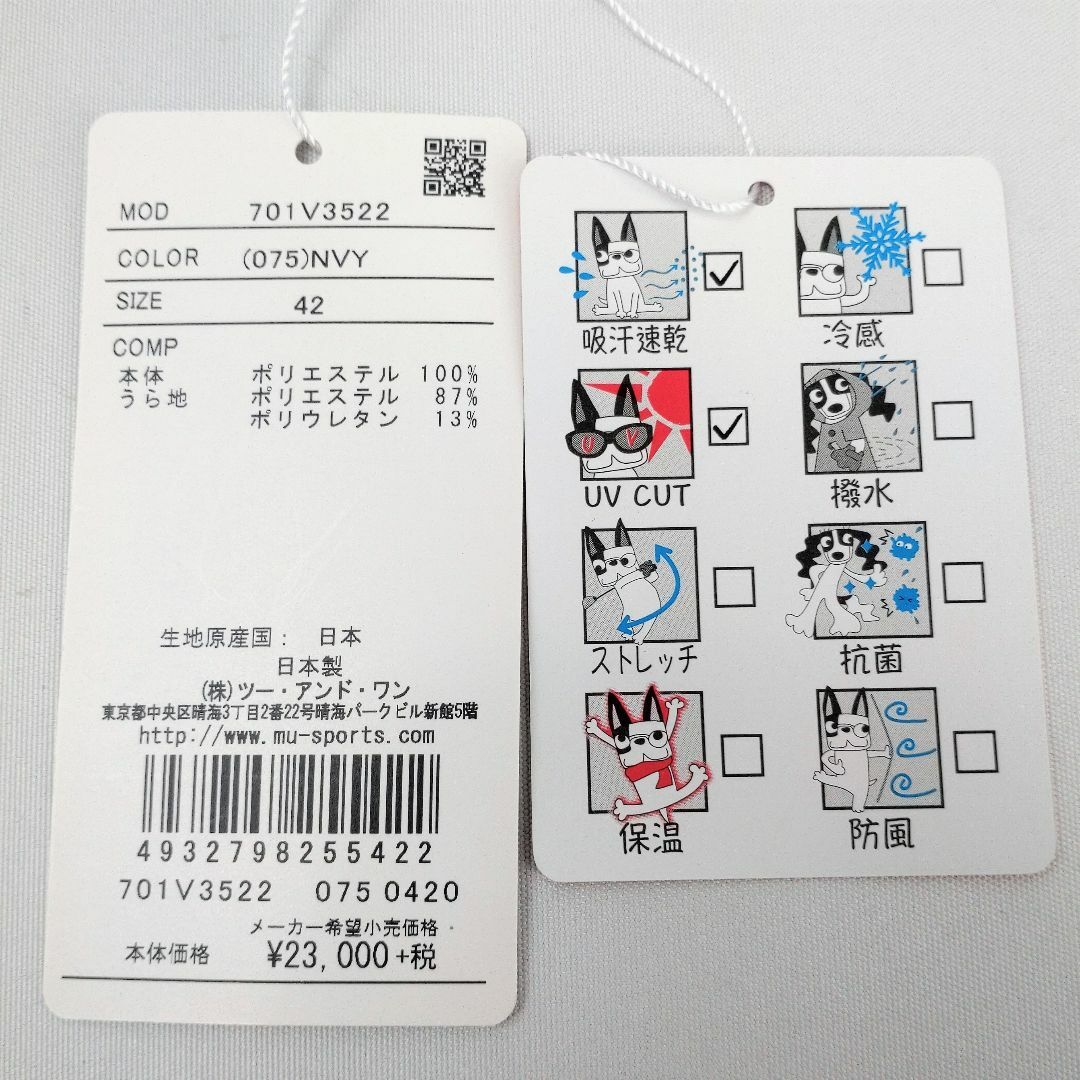 MOD 701V3522
COLOR (075)NVY
SIZE 42
COMP
本体 ポリエステル 100%
うら地 ポリエステル 87%
ポリウレタン 13%
生地原産国： 日本
日本製
(株)ツー・アンド・ワン
東京都中央区晴海3丁目2番22号晴海パークビル新館5階
http://www.mu-sports.com
4932798255422
701V3522 075 0420
メーカー希望小売価格
本体価格 ¥23,000+税
吸汗速乾
冷感
U V
UV CUT
撥水
ストレッチ
抗菌
保温
防風